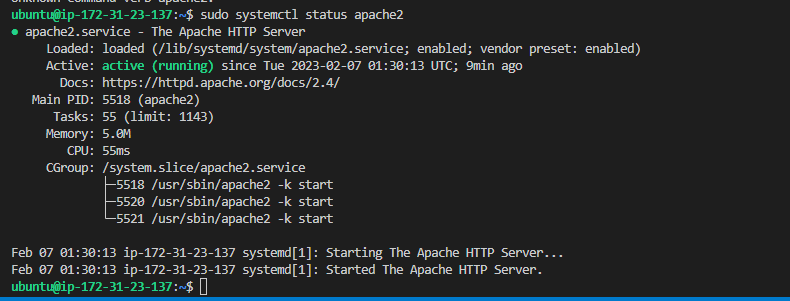 ubuntu@ip-172-31-23-137:~$ sudo systemctl status apache2
● apache2.service - The Apache HTTP Server
Loaded: loaded (/lib/systemd/system/apache2.service; enabled; vendor preset: enabled)
Active: active (running) since Tue 2023-02-07 01:30:13 UTC; 9min ago
Docs: https://httpd.apache.org/docs/2.4/
Main PID: 5518 (apache2)
Tasks: 55 (limit: 1143)
Memory: 5.0M
CPU: 55ms
CGroup: /system.slice/apache2.service
├─5518 /usr/sbin/apache2 -k start
├─5520 /usr/sbin/apache2 -k start
└─5521 /usr/sbin/apache2 -k start
Feb 07 01:30:13 ip-172-31-23-137 systemd[1]: Starting The Apache HTTP Server...
Feb 07 01:30:13 ip-172-31-23-137 systemd[1]: Started The Apache HTTP Server.
ubuntu@ip-172-31-23-137:~$